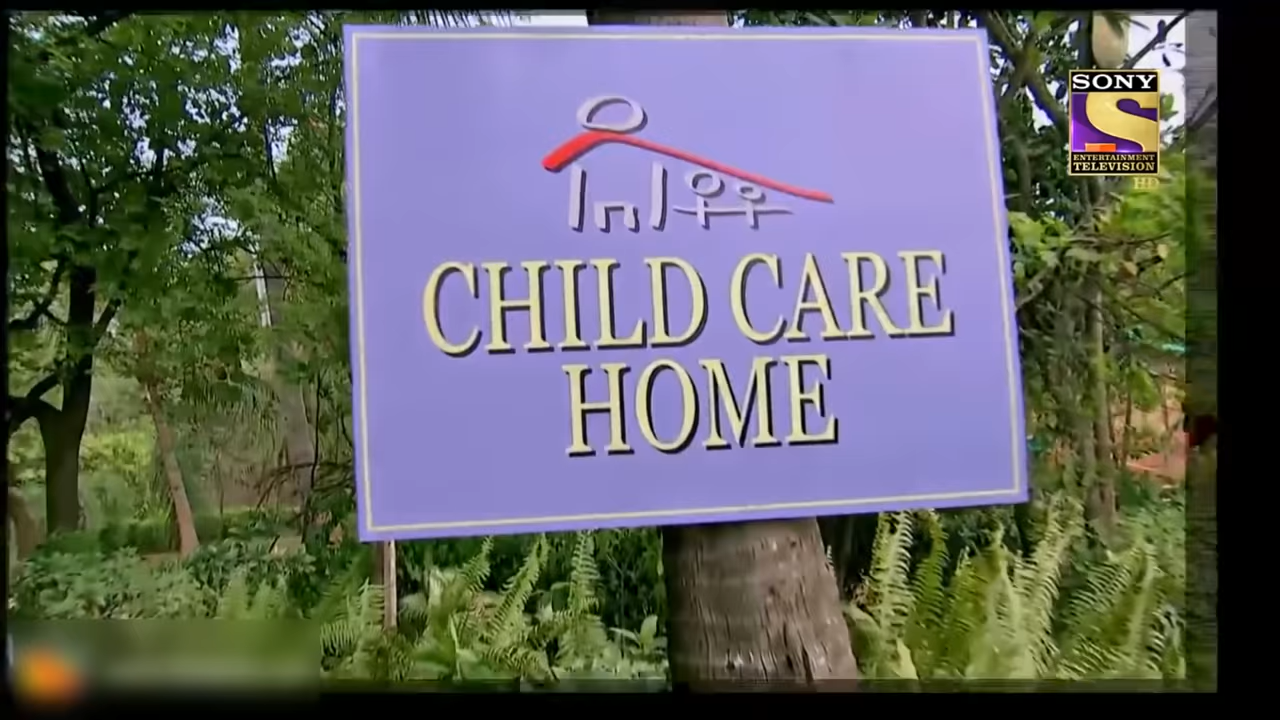 SONY
ENTERTAINMENT
TELEVISION
HD
CHILD CARE
HOME